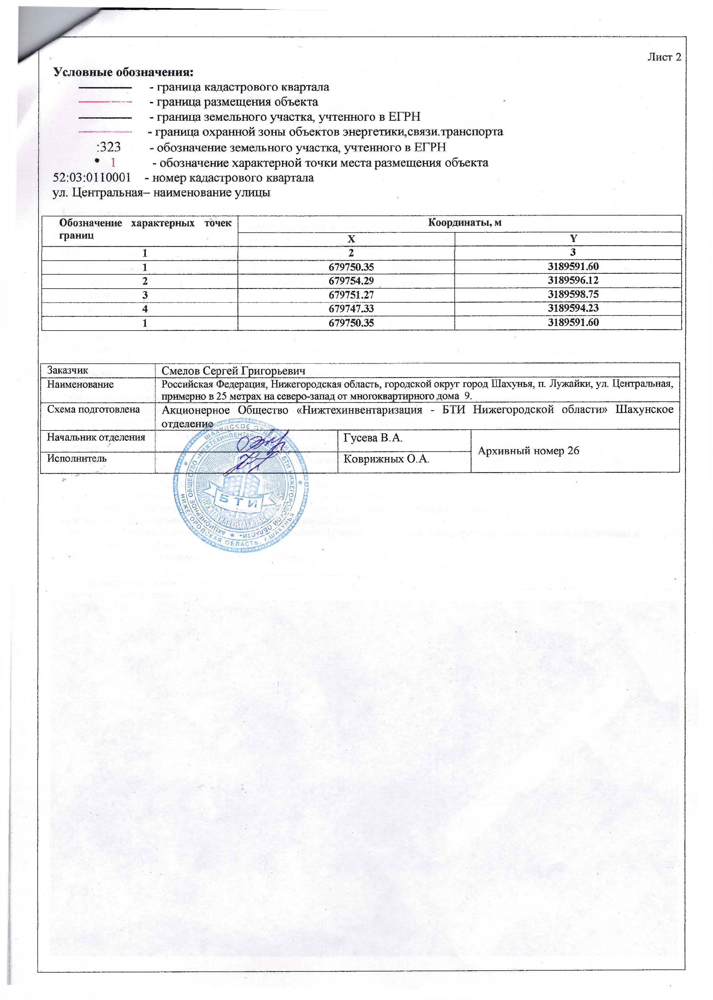 Лист 2
Условные обозначения:
- граница кадастрового квартала
- граница размещения объекта
- граница земельного участка, учтенного в ЕГРН
- граница охранной зоны объектов энергетики,связи.транспорта
:323 - обозначение земельного участка, учтенного в ЕГРН
• 1 - обозначение характерной точки места размещения объекта
52:03:0110001 - номер кадастрового квартала
ул. Центральная– наименование улицы
Обозначение характерных точек границ Координаты, м
X Y
1 2 3
1 679750.35 3189591.60
2 679754.29 3189596.12
3 679751.27 3189598.75
4 679747.33 3189594.23
1 679750.35 3189591.60
Заказчик Смелов Сергей Григорьевич
Наименование Российская Федерация, Нижегородская область, городской округ город Шахунья, п. Лужайки, ул. Центральная,
примерно в 25 метрах на северо-запад от многоквартирного дома 9.
Схема подготовлена Акционерное Общество «Нижтехинвентаризация - БТИ Нижегородской области» Шахунское
отделение
Начальник отделения Гусева В.А.
Архивный номер 26
Исполнитель Коврижных О.А.
ШАХУНСКОЕ
АКЦИОНЕРНОЕ ОБЩЕСТВО «НИЖТЕХИНВЕНТАРИ БТИ НИЖЕГОРОДСКОЙ ОБЛАСТИ»
НИЖЕГОРОДСКАЯ ОБЛАСТЬ, г.ШАХУНЬЯ
БТИ